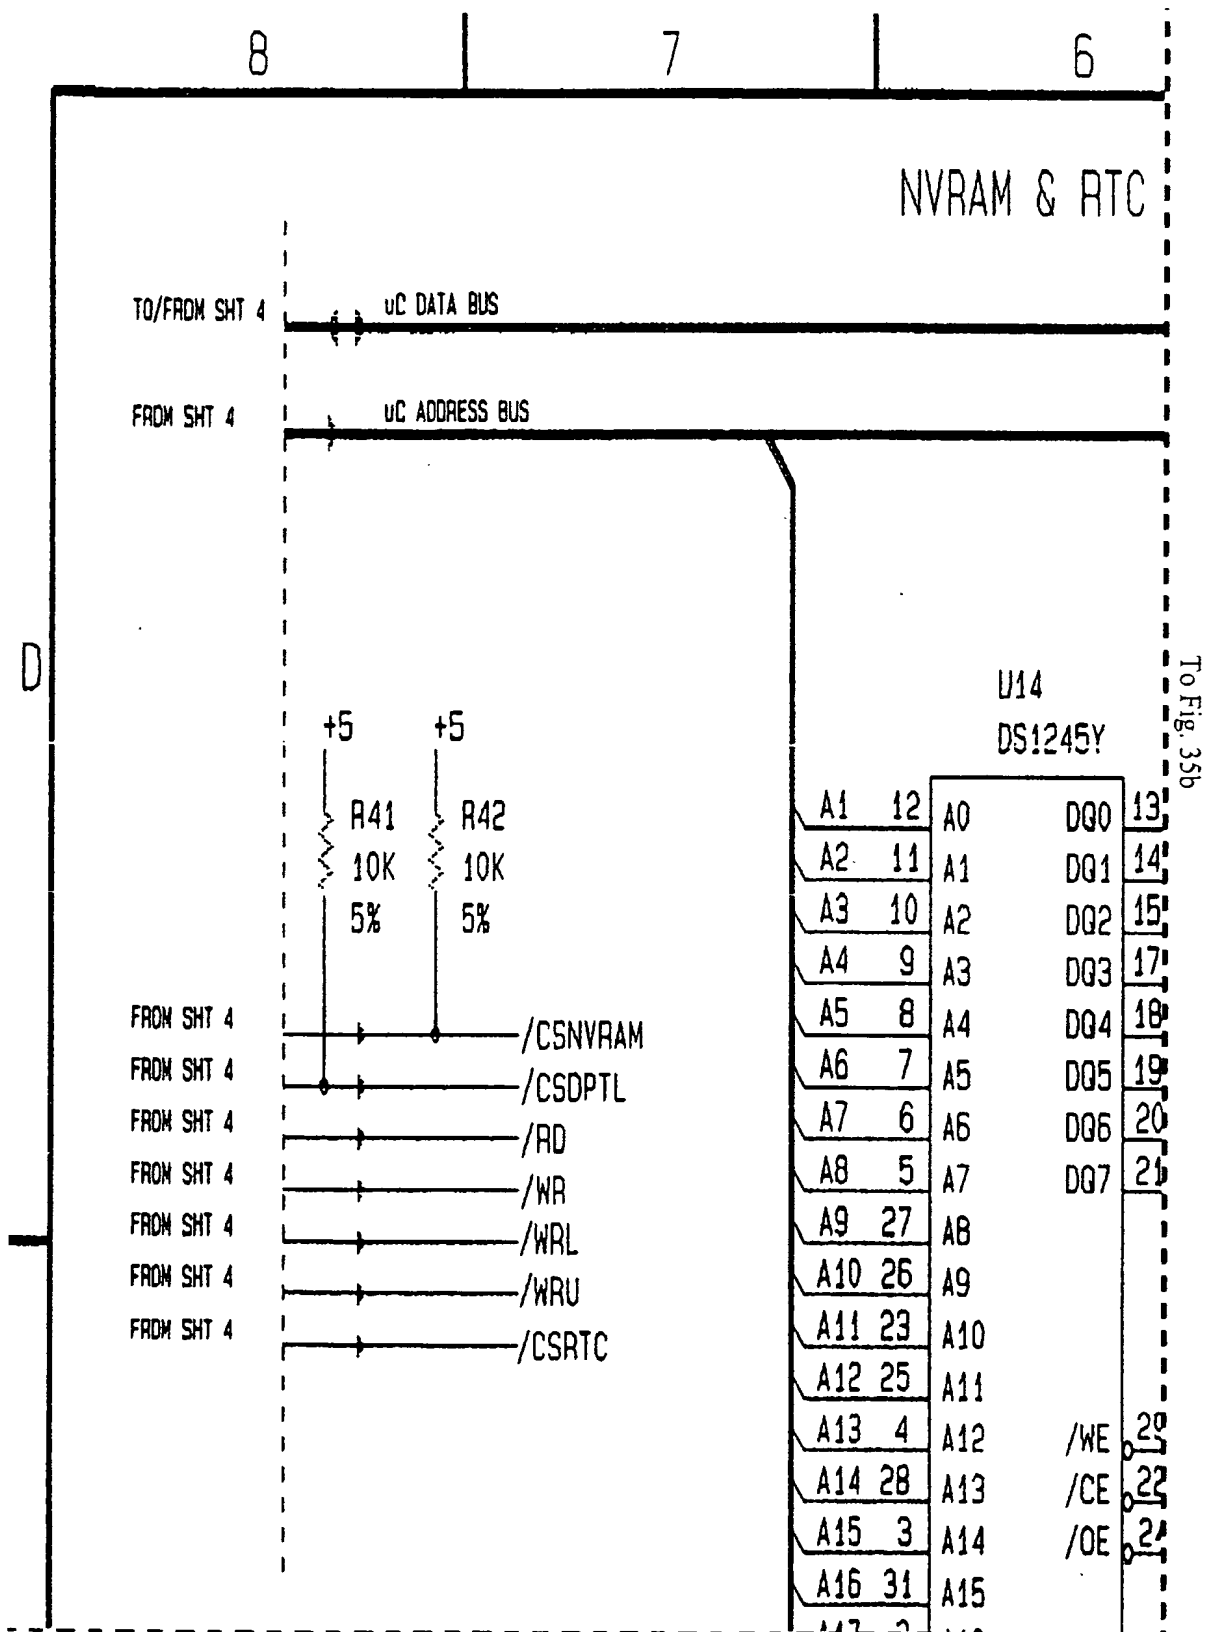 8 7 6
NVRAM & RTC
TO/FROM SHT 4 uC DATA BUS
FROM SHT 4 uC ADDRESS BUS
D
To Fig. 35b
U14
DS1245Y
+5 +5
R41 R42
10K 10K
5% 5%
FROM SHT 4 /CSNVRAM
FROM SHT 4 /CSDPTL
FROM SHT 4 /RD
FROM SHT 4 /WR
FROM SHT 4 /WRL
FROM SHT 4 /WRU
FROM SHT 4 /CSRTC
A1 12 A0 DQ0 13
A2 11 A1 DQ1 14
A3 10 A2 DQ2 15
A4 9 A3 DQ3 17
A5 8 A4 DQ4 18
A6 7 A5 DQ5 19
A7 6 A6 DQ6 20
A8 5 A7 DQ7 21
A9 27 A8
A10 26 A9
A11 23 A10
A12 25 A11
A13 4 A12 /WE
A14 28 A13 /CE 22
A15 3 A14 /OE
A16 31 A15